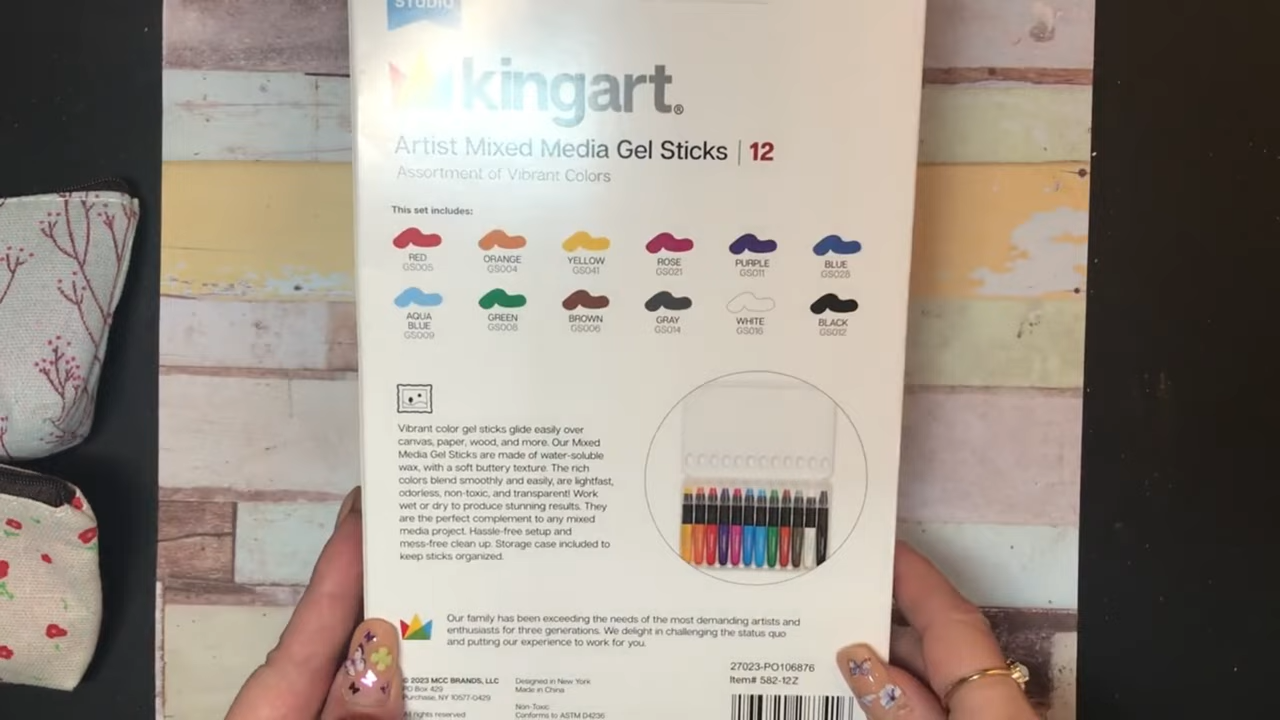 STUDIO
kingart®
Artist Mixed Media Gel Sticks | 12
Assortment of Vibrant Colors
This set includes:
RED ORANGE YELLOW ROSE PURPLE BLUE
GS005 GS004 GS041 GS021 GS011 GS028
AQUA BLUE GREEN BROWN GRAY WHITE BLACK
GS009 GS008 GS006 GS014 GS016 GS012
Vibrant color gel sticks glide easily over
canvas, paper, wood, and more. Our Mixed
Media Gel Sticks are made of water-soluble
wax, with a soft buttery texture. The rich
colors blend smoothly and easily, are lightfast,
odorless, non-toxic, and transparent! Work
wet or dry to produce stunning results. They
are the perfect complement to any mixed
media project. Hassle-free setup and
mess-free clean up. Storage case included to
keep sticks organized.
Our family has been exceeding the needs of the most demanding artists and
enthusiasts for three generations. We delight in challenging the status quo
and putting our experience to work for you.
© 2023 MCC BRANDS, LLC
PO Box 429
Purchase, NY 10577-0429
All rights reserved
Designed in New York
Made in China
Non-Toxic
Conforms to ASTM D4236
27023-PO106876
Item# 582-12Z